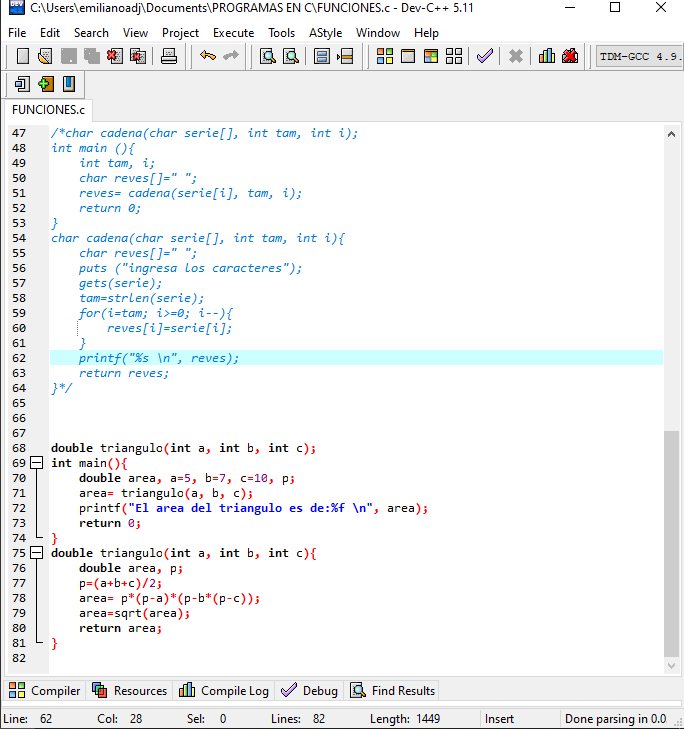 C:\Users\emilianoadj\Documents\PROGRAMAS EN C\FUNCIONES.c - Dev-C++ 5.11
File Edit Search View Project Execute Tools AStyle Window Help
TDM-GCC 4.9.
FUNCIONES.c
47 /*char cadena(char serie[], int tam, int i);
48 int main (){
49 int tam, i;
50 char reves[]=" ";
51 reves= cadena(serie[i], tam, i);
52 return 0;
53 }
54 char cadena(char serie[], int tam, int i){
55 char reves[]=" ";
56 puts ("ingresa los caracteres");
57 gets(serie);
58 tam=strlen(serie);
59 for(i=tam; i>=0; i--){
60 reves[i]=serie[i];
61 }
62 printf("%s \n", reves);
63 return reves;
64 }*/
65
66
67
68 double triangulo(int a, int b, int c);
69 int main(){
70 double area, a=5, b=7, c=10, p;
71 area= triangulo(a, b, c);
72 printf("El area del triangulo es de:%f \n", area);
73 return 0;
74 }
75 double triangulo(int a, int b, int c){
76 double area, p;
77 p=(a+b+c)/2;
78 area= p*(p-a)*(p-b*(p-c));
79 area=sqrt(area);
80 return area;
81 }
82
Compiler Resources Compile Log Debug Find Results
Line: 62 Col: 28 Sel: 0 Lines: 82 Length: 1449 Insert Done parsing in 0.0